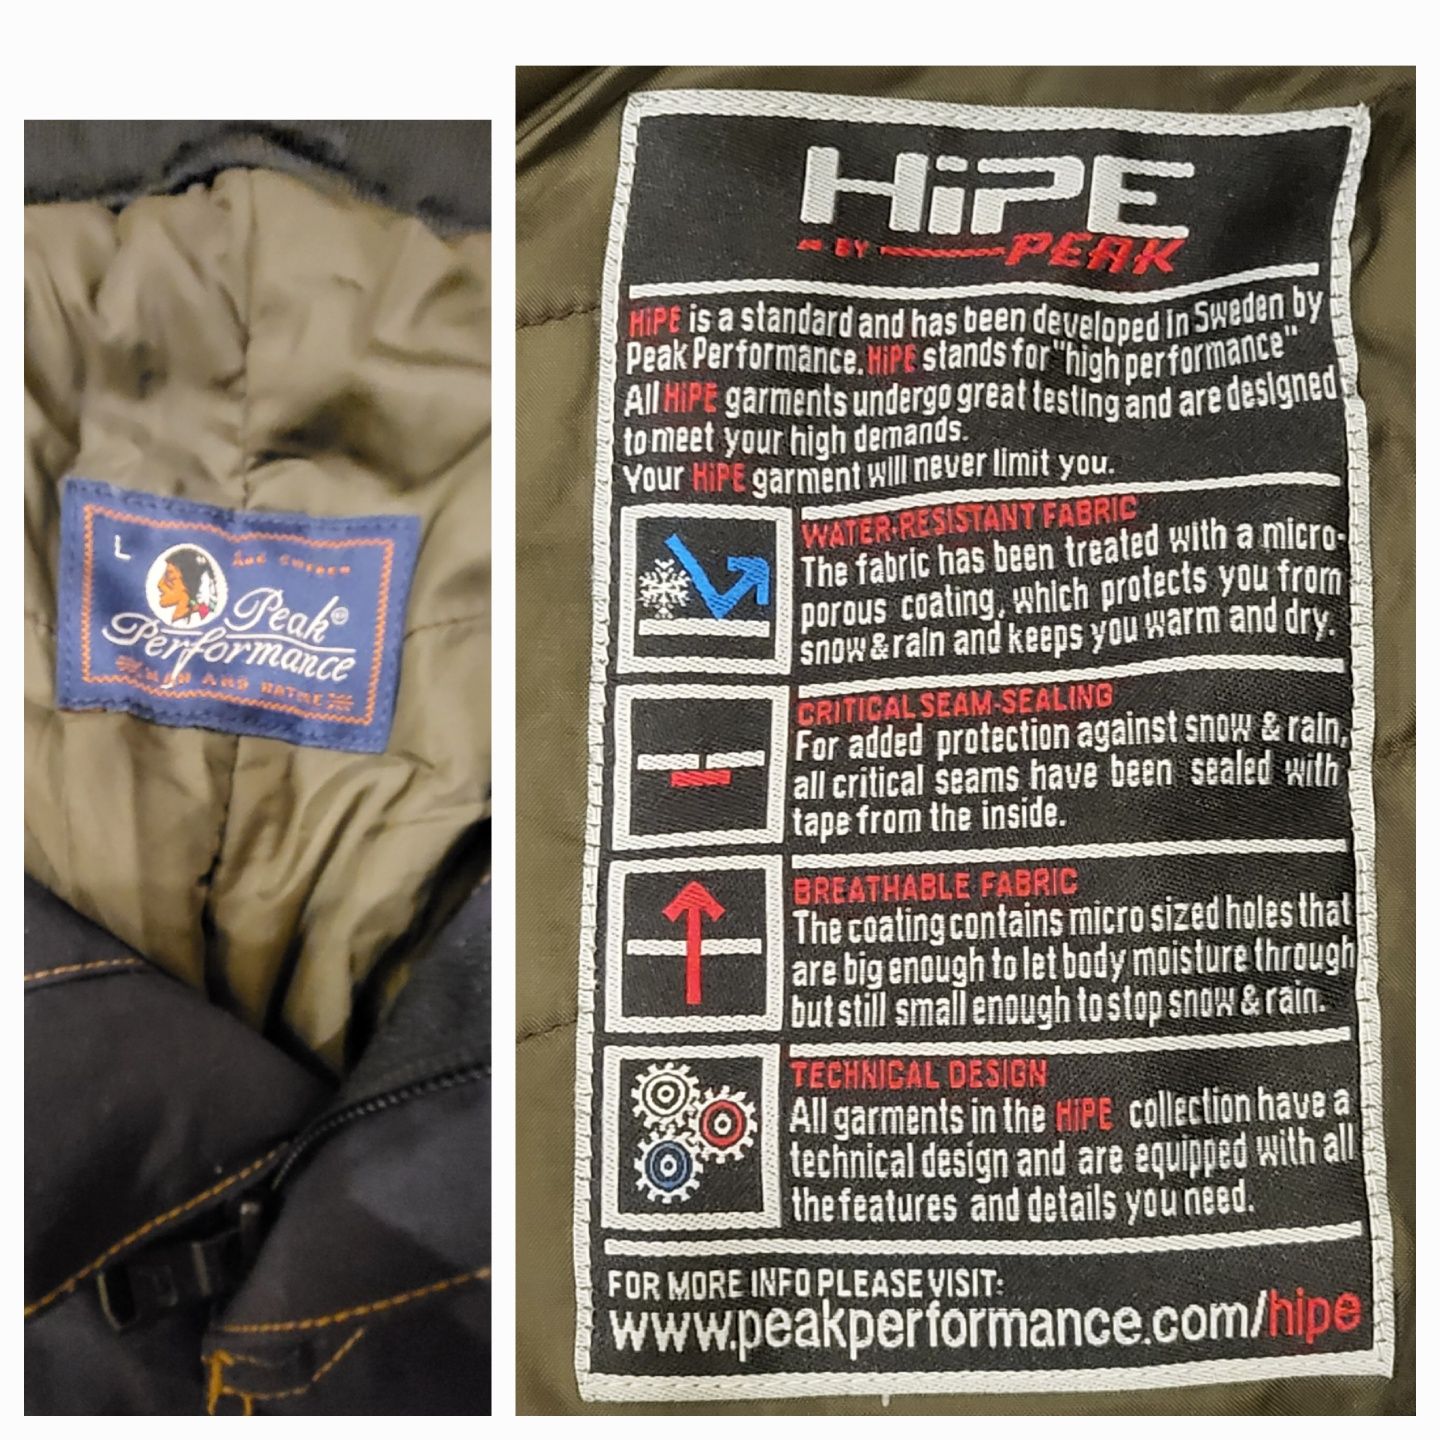 L
ÅRE SWEDEN
Peak
Performance
MAN AND NATURE
HiPE
BY PEAK
HiPE is a standard and has been developed in Sweden by
Peak Performance. HiPE stands for "high performance"
All HiPE garments undergo great testing and are designed
to meet your high demands.
Your HiPE garment will never limit you.
WATER-RESISTANT FABRIC
The fabric has been treated with a micro-
porous coating, which protects you from
snow & rain and keeps you warm and dry.
CRITICAL SEAM-SEALING
For added protection against snow & rain,
all critical seams have been sealed with
tape from the inside.
BREATHABLE FABRIC
The coating contains micro sized holes that
are big enough to let body moisture through
but still small enough to stop snow & rain.
TECHNICAL DESIGN
All garments in the HiPE collection have a
technical design and are equipped with all
the features and details you need.
FOR MORE INFO PLEASE VISIT:
www.peakperformance.com/hipe